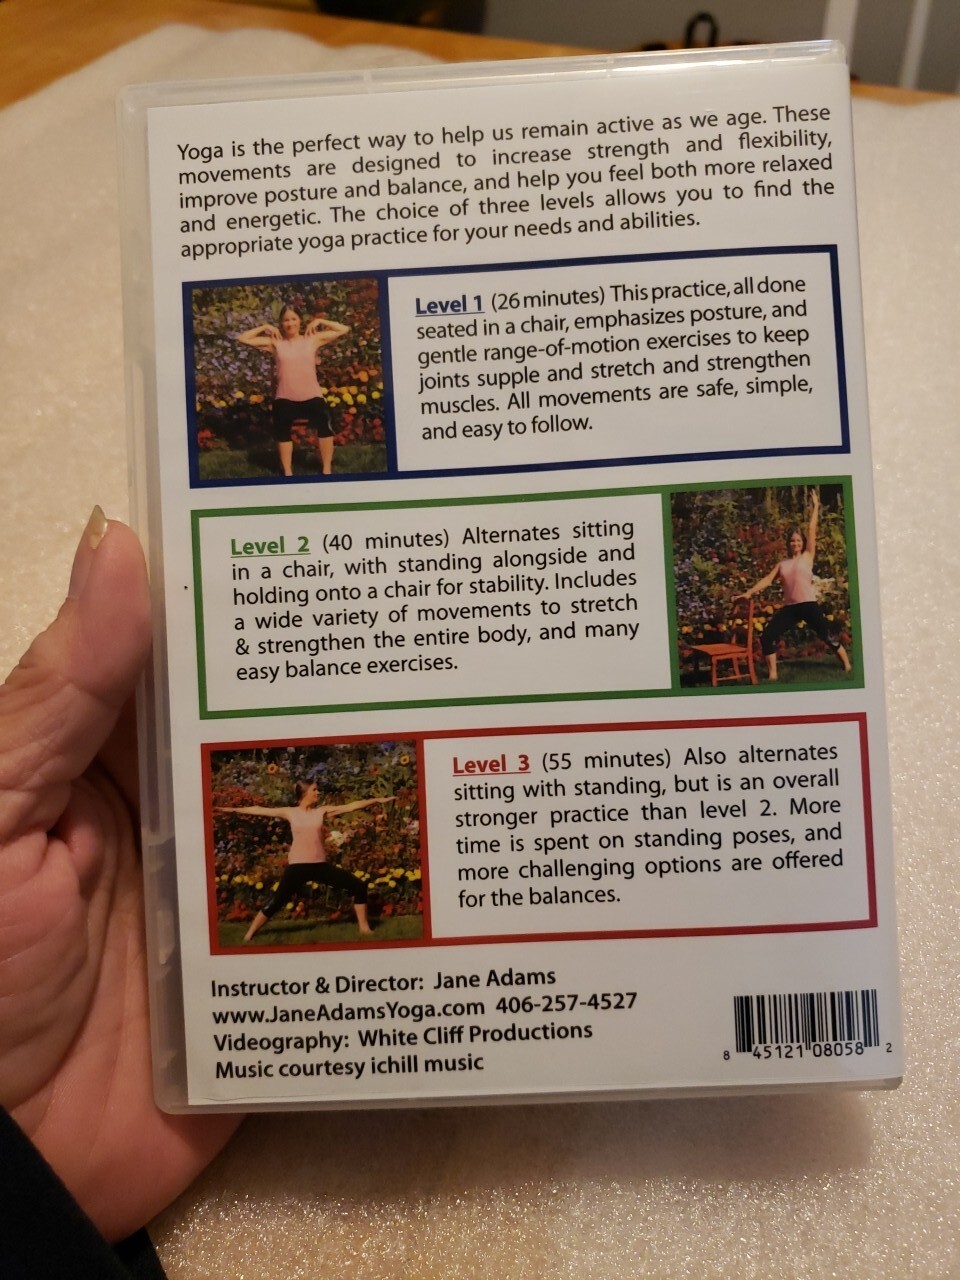 Yoga is the perfect way to help us remain active as we age. These
movements are designed to increase strength and flexibility,
improve posture and balance, and help you feel both more relaxed
and energetic. The choice of three levels allows you to find the
appropriate yoga practice for your needs and abilities.
Level 1 (26 minutes) This practice, all done
seated in a chair, emphasizes posture, and
gentle range-of-motion exercises to keep
joints supple and stretch and strengthen
muscles. All movements are safe, simple,
and easy to follow.
Level 2 (40 minutes) Alternates sitting
in a chair, with standing alongside and
holding onto a chair for stability. Includes
a wide variety of movements to stretch
& strengthen the entire body, and many
easy balance exercises.
Level 3 (55 minutes) Also alternates
sitting with standing, but is an overall
stronger practice than level 2. More
time is spent on standing poses, and
more challenging options are offered
for the balances.
Instructor & Director: Jane Adams
www.JaneAdamsYoga.com 406-257-4527
Videography: White Cliff Productions
Music courtesy ichill music
8 45121 08058 2